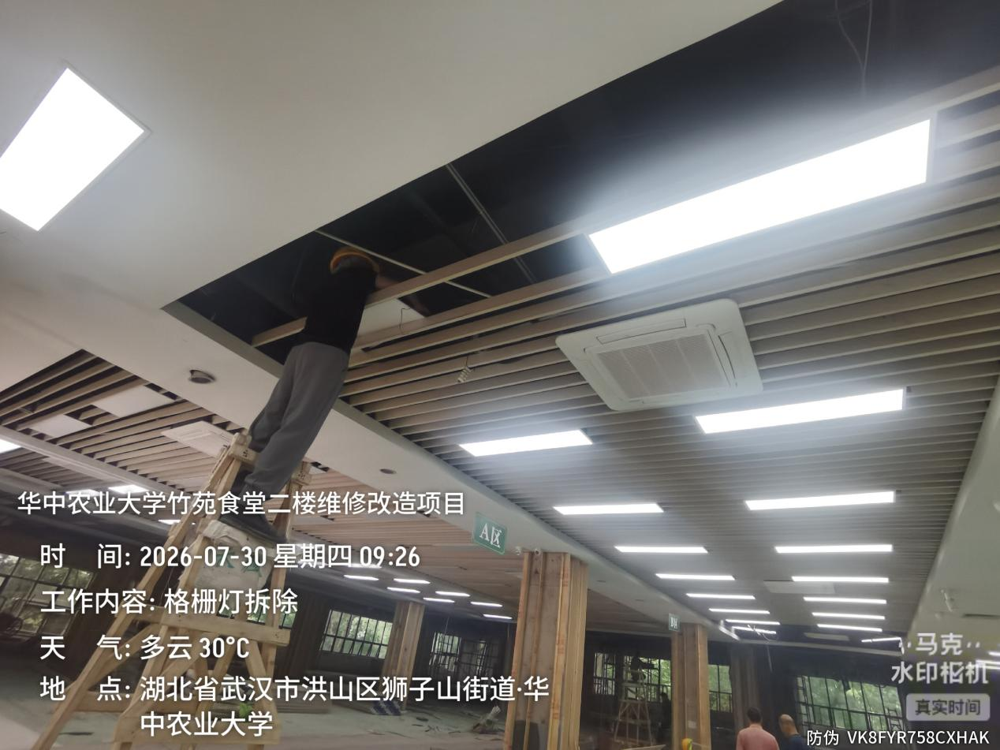 华中农业大学竹苑食堂二楼维修改造项目
时 间: 2026-07-30 星期四 09:26
工作内容: 格栅灯拆除
天 气: 多云 30°C
地 点: 湖北省武汉市洪山区狮子山街道·华
中农业大学
A区
马克
水印相机
真实时间
防伪 VK8FYR758CXHAK